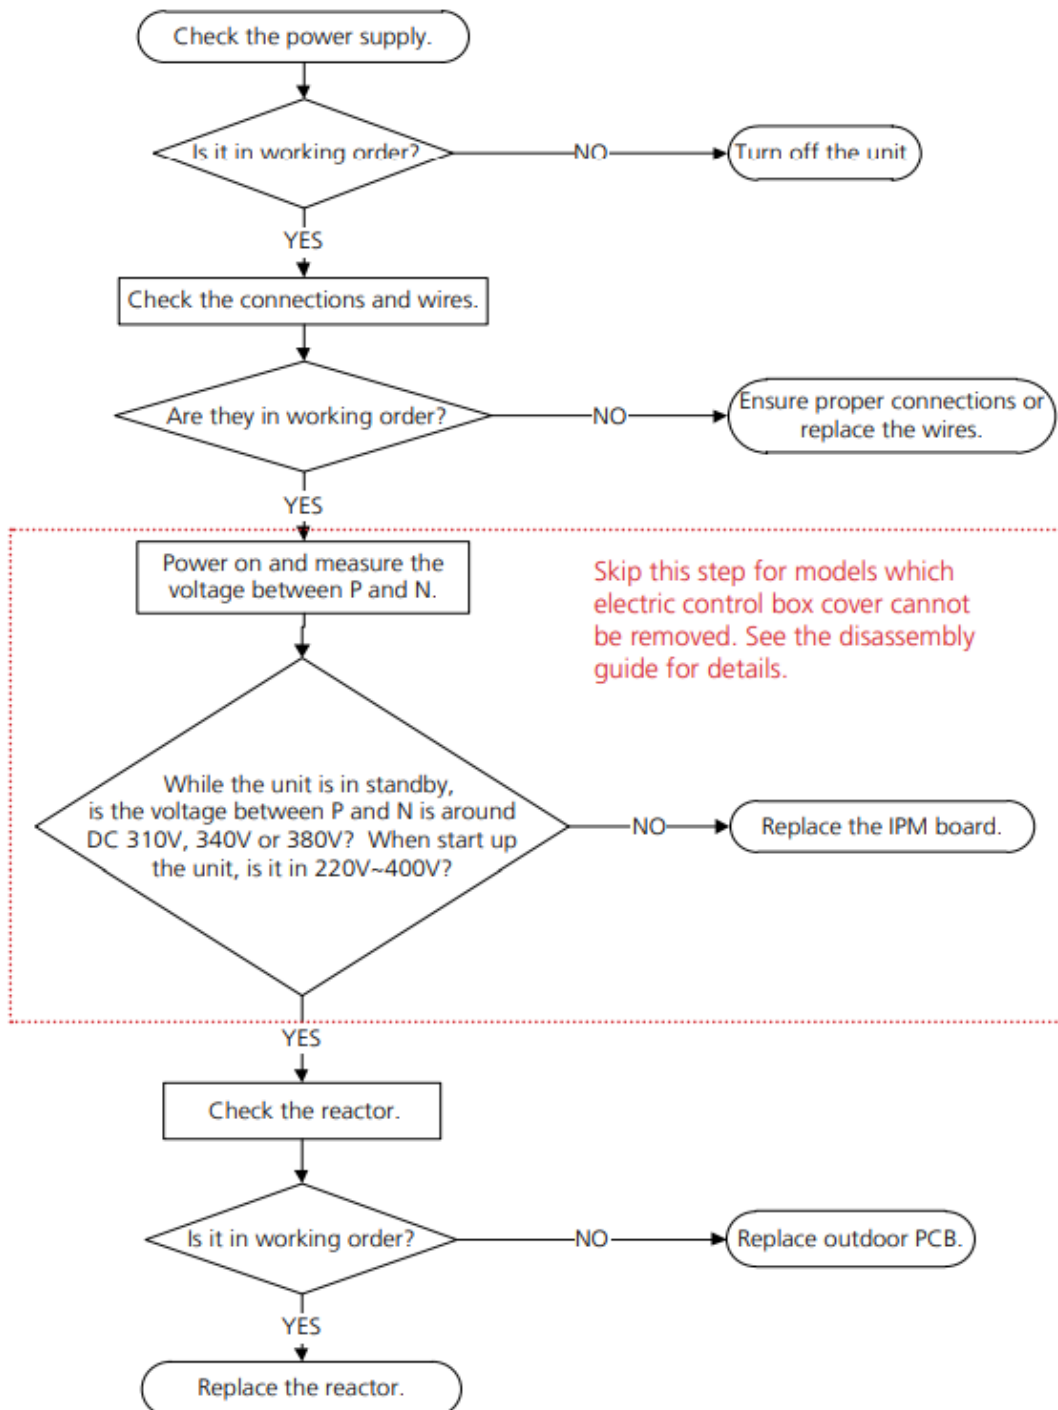 Check the power supply.
Is it in working order?
NO
Turn off the unit
YES
Check the connections and wires.
Are they in working order?
NO
Ensure proper connections or
replace the wires.
YES
Power on and measure the
voltage between P and N.
Skip this step for models which
electric control box cover cannot
be removed. See the disassembly
guide for details.
While the unit is in standby,
is the voltage between P and N is around
DC 310V, 340V or 380V? When start up
the unit, is it in 220V~400V?
NO
Replace the IPM board.
YES
Check the reactor.
Is it in working order?
NO
Replace outdoor PCB.
YES
Replace the reactor.